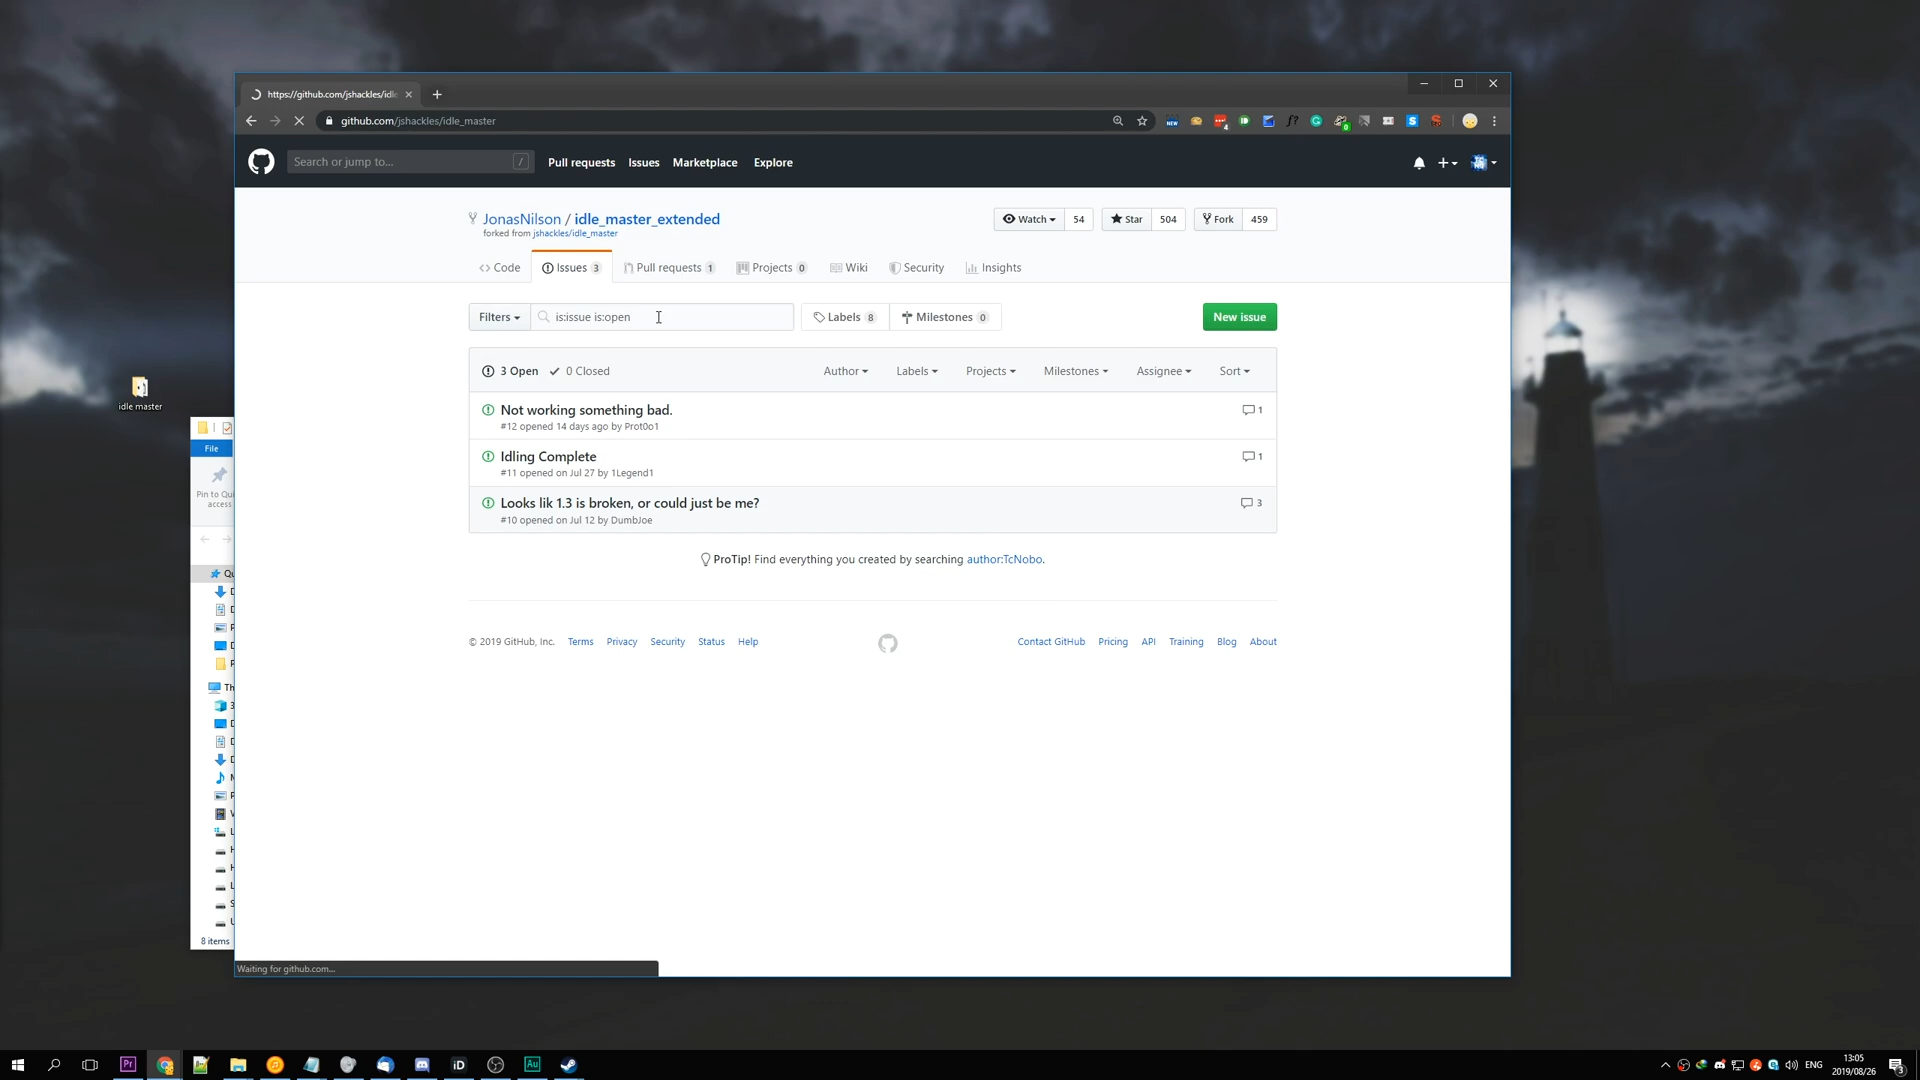 https://github.com/jshackles/idl
github.com/jshackles/idle_master
Search or jump to...
/
Pull requests Issues Marketplace Explore
JonasNilson / idle_master_extended
forked from jshackles/idle_master
Watch 54
Star 504
Fork 459
Code
Issues 3
Pull requests 1
Projects 0
Wiki
Security
Insights
Filters
is:issue is:open
Labels 8
Milestones 0
New issue
3 Open 0 Closed
Author Labels Projects Milestones Assignee Sort
Not working something bad. 1
#12 opened 14 days ago by Prot0o1
Idling Complete 1
#11 opened on Jul 27 by 1Legend1
Looks lik 1.3 is broken, or could just be me? 3
#10 opened on Jul 12 by DumbJoe
ProTip! Find everything you created by searching author:TcNobo.
© 2019 GitHub, Inc. Terms Privacy Security Status Help
Contact GitHub Pricing API Training Blog About
Waiting for github.com...
idle master
File
Pin to Qui
access
8 items
Pr
iD
Au
ENG
13:05
2019/08/26